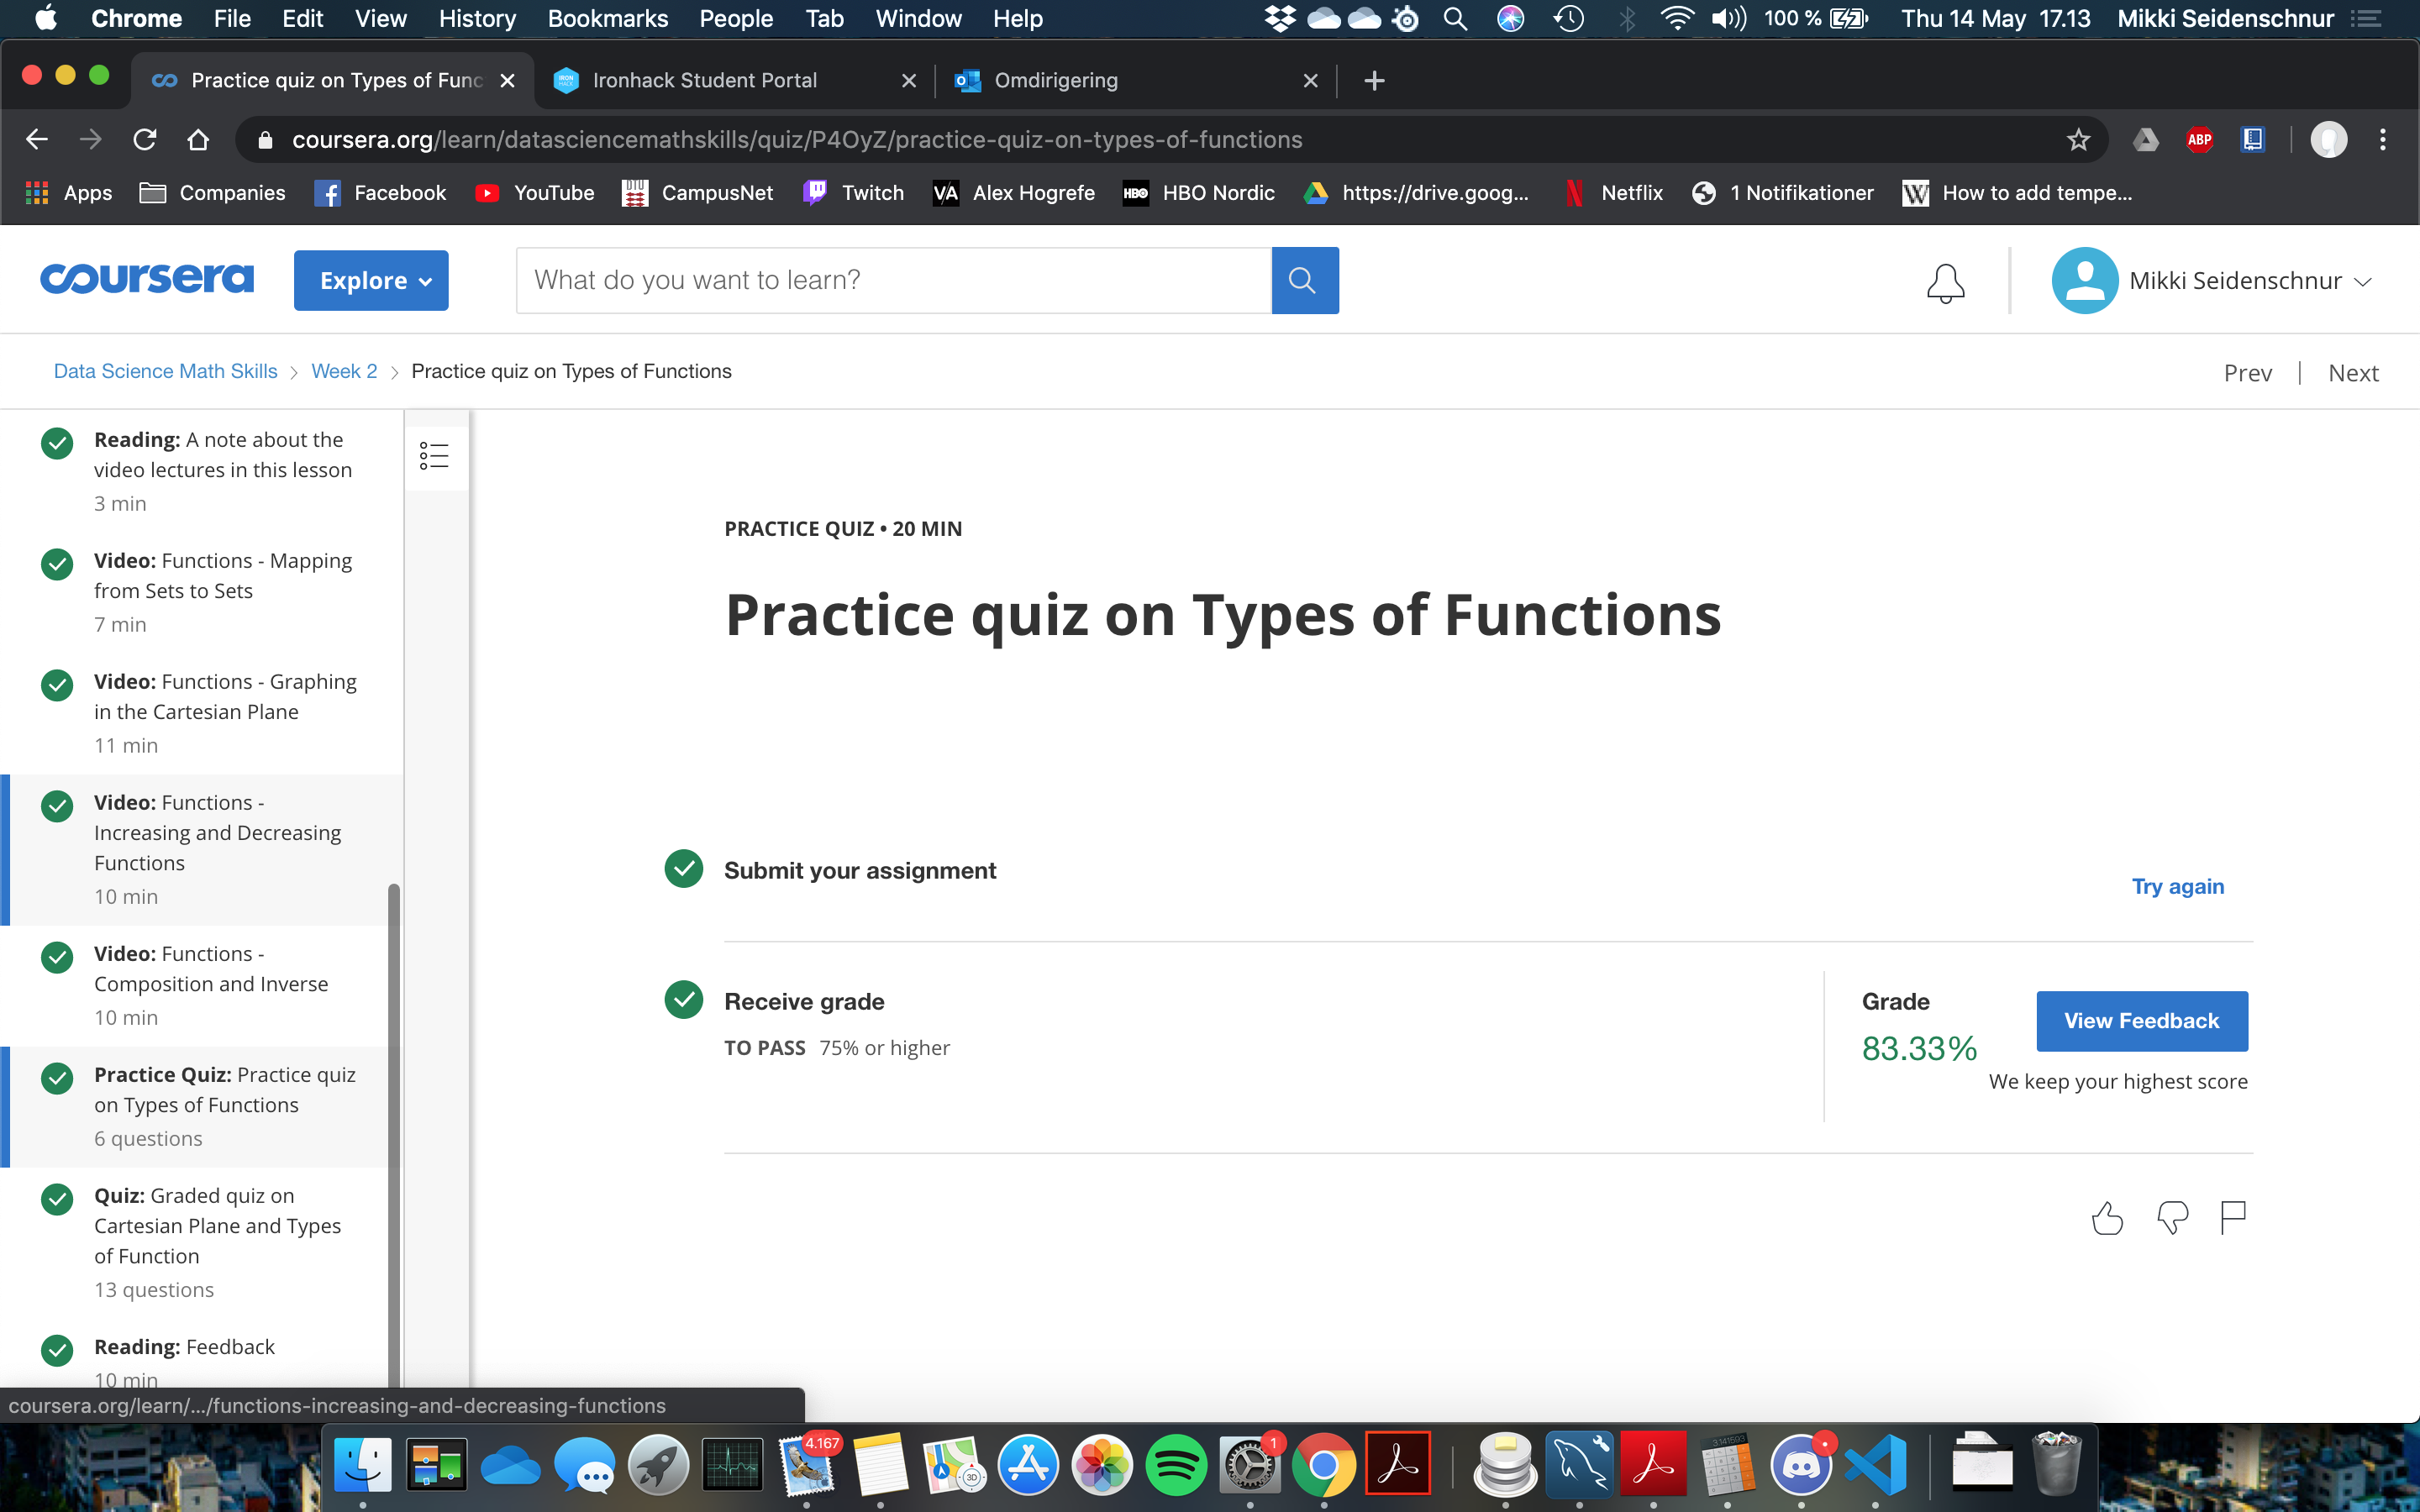 Chrome File Edit View History Bookmarks People Tab Window Help 100 % Thu 14 May 17.13 Mikki Seidenschnur
Practice quiz on Types of Func Ironhack Student Portal Omdirigering
coursera.org/learn/datasciencemathskills/quiz/P4OyZ/practice-quiz-on-types-of-functions ABP
Apps Companies Facebook YouTube CampusNet Twitch VA Alex Hogrefe HBO HBO Nordic https://drive.goog... Netflix 1 Notifikationer W How to add tempe...
coursera Explore What do you want to learn? Mikki Seidenschnur
Data Science Math Skills > Week 2 > Practice quiz on Types of Functions Prev | Next
Reading: A note about the
video lectures in this lesson
3 min
Video: Functions - Mapping
from Sets to Sets
7 min
Video: Functions - Graphing
in the Cartesian Plane
11 min
Video: Functions -
Increasing and Decreasing
Functions
10 min
Video: Functions -
Composition and Inverse
10 min
Practice Quiz: Practice quiz
on Types of Functions
6 questions
Quiz: Graded quiz on
Cartesian Plane and Types
of Function
13 questions
Reading: Feedback
10 min
PRACTICE QUIZ • 20 MIN
Practice quiz on Types of Functions
Submit your assignment
Try again
Receive grade
TO PASS 75% or higher
Grade
83.33%
View Feedback
We keep your highest score
coursera.org/learn/.../functions-increasing-and-decreasing-functions
4.167
3D
1
3.141593